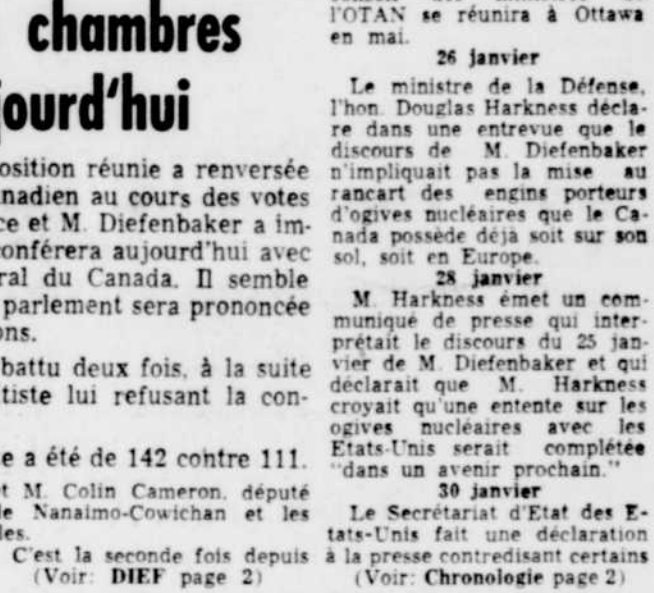 chambres
jourd'hui
osition réunie a renversée
nadien au cours des votes
ce et M. Diefenbaker a im-
onférera aujourd'hui avec
ral du Canada. Il semble
parlement sera prononcée
ons.
battu deux fois, à la suite
tiste lui refusant la con-
e a été de 142 contre 111.
t M. Colin Cameron, député
le Nanaimo-Cowichan et les
les.
C'est la seconde fois depuis
(Voir: DIEF page 2)
l'OTAN se réunira à Ottawa
en mai.
26 janvier
Le ministre de la Défense,
l'hon. Douglas Harkness décla-
re dans une entrevue que le
discours de M. Diefenbaker
n'impliquait pas la mise au
rancart des engins porteurs
d'ogives nucléaires que le Ca-
nada possède déjà soit sur son
sol, soit en Europe.
28 janvier
M. Harkness émet un com-
muniqué de presse qui inter-
prétait le discours du 25 jan-
vier de M. Diefenbaker et qui
déclarait que M. Harkness
croyait qu'une entente sur les
ogives nucléaires avec les
Etats-Unis serait complétée
"dans un avenir prochain."
30 janvier
Le Secrétariat d'Etat des E-
tats-Unis fait une déclaration
à la presse contredisant certains
(Voir: Chronologie page 2)